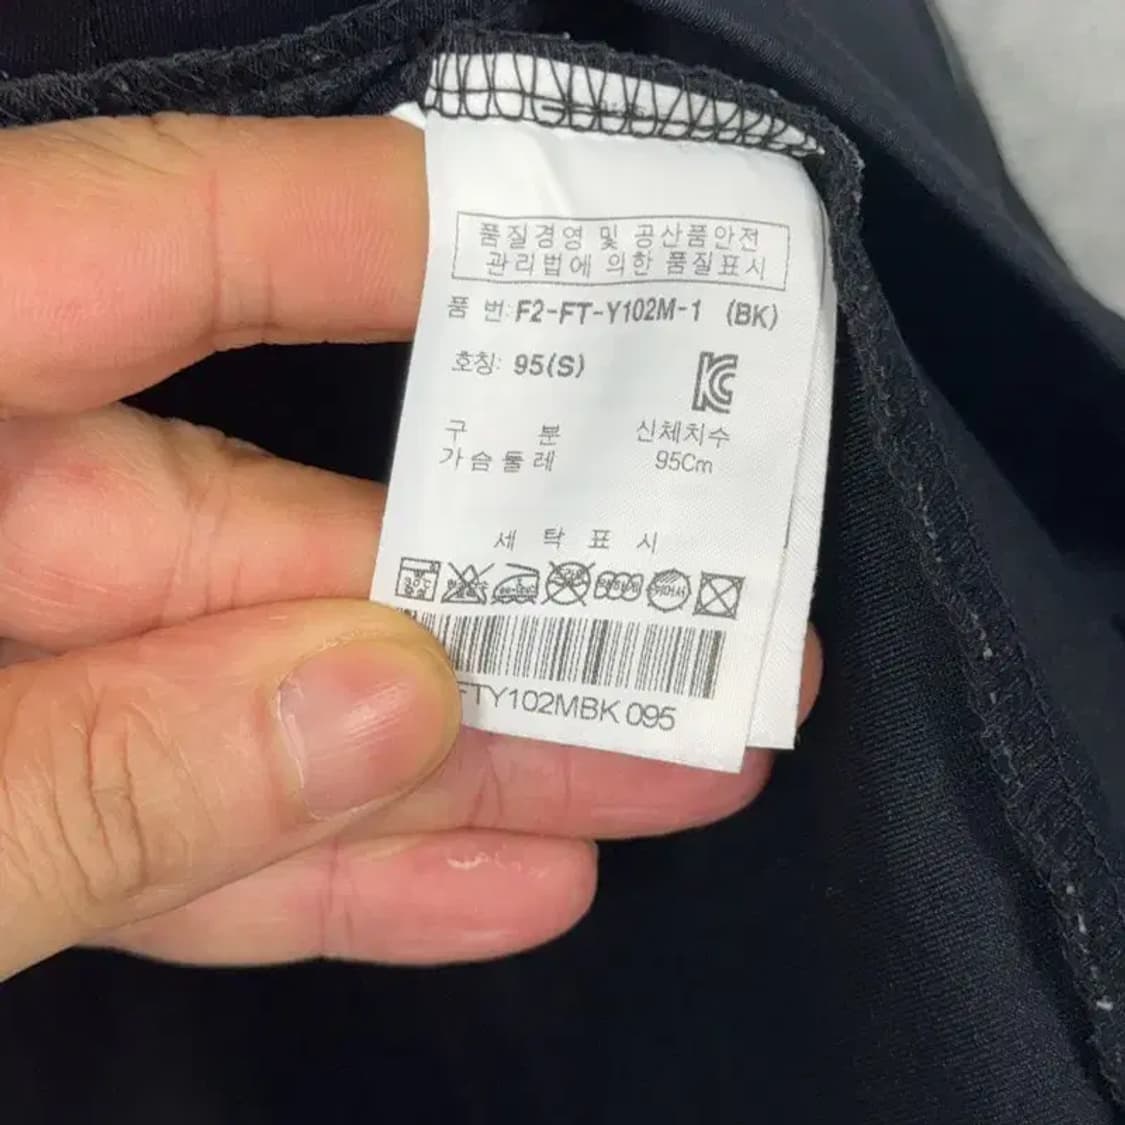 품질경영 및 공산품안전
관리법에 의한 품질표시
품 번: F2-FT-Y102M-1 (BK)
호칭: 95(S)
구 분 신체치수
가슴둘레 95Cm
세 탁 표 시
FTY102MBK 095